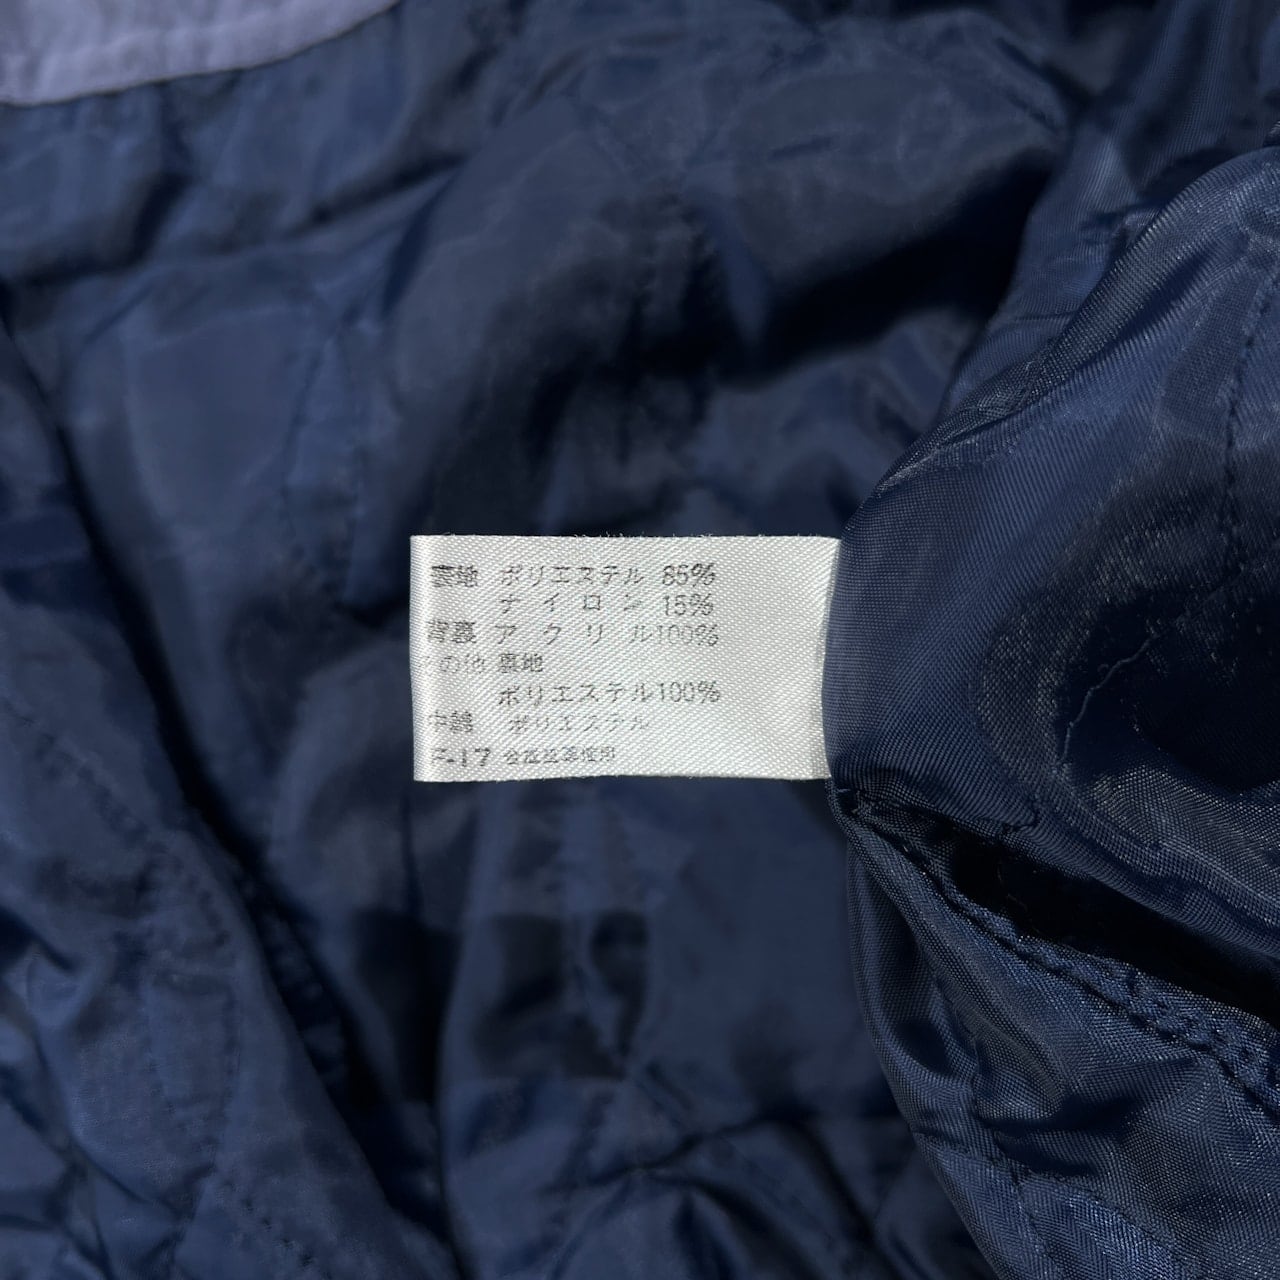 裏地 ポリエステル 85%
ナイロン 15%
背裏 アクリル100%
その他 裏地
ポリエステル100%
中綿 ポリエステル
F-17